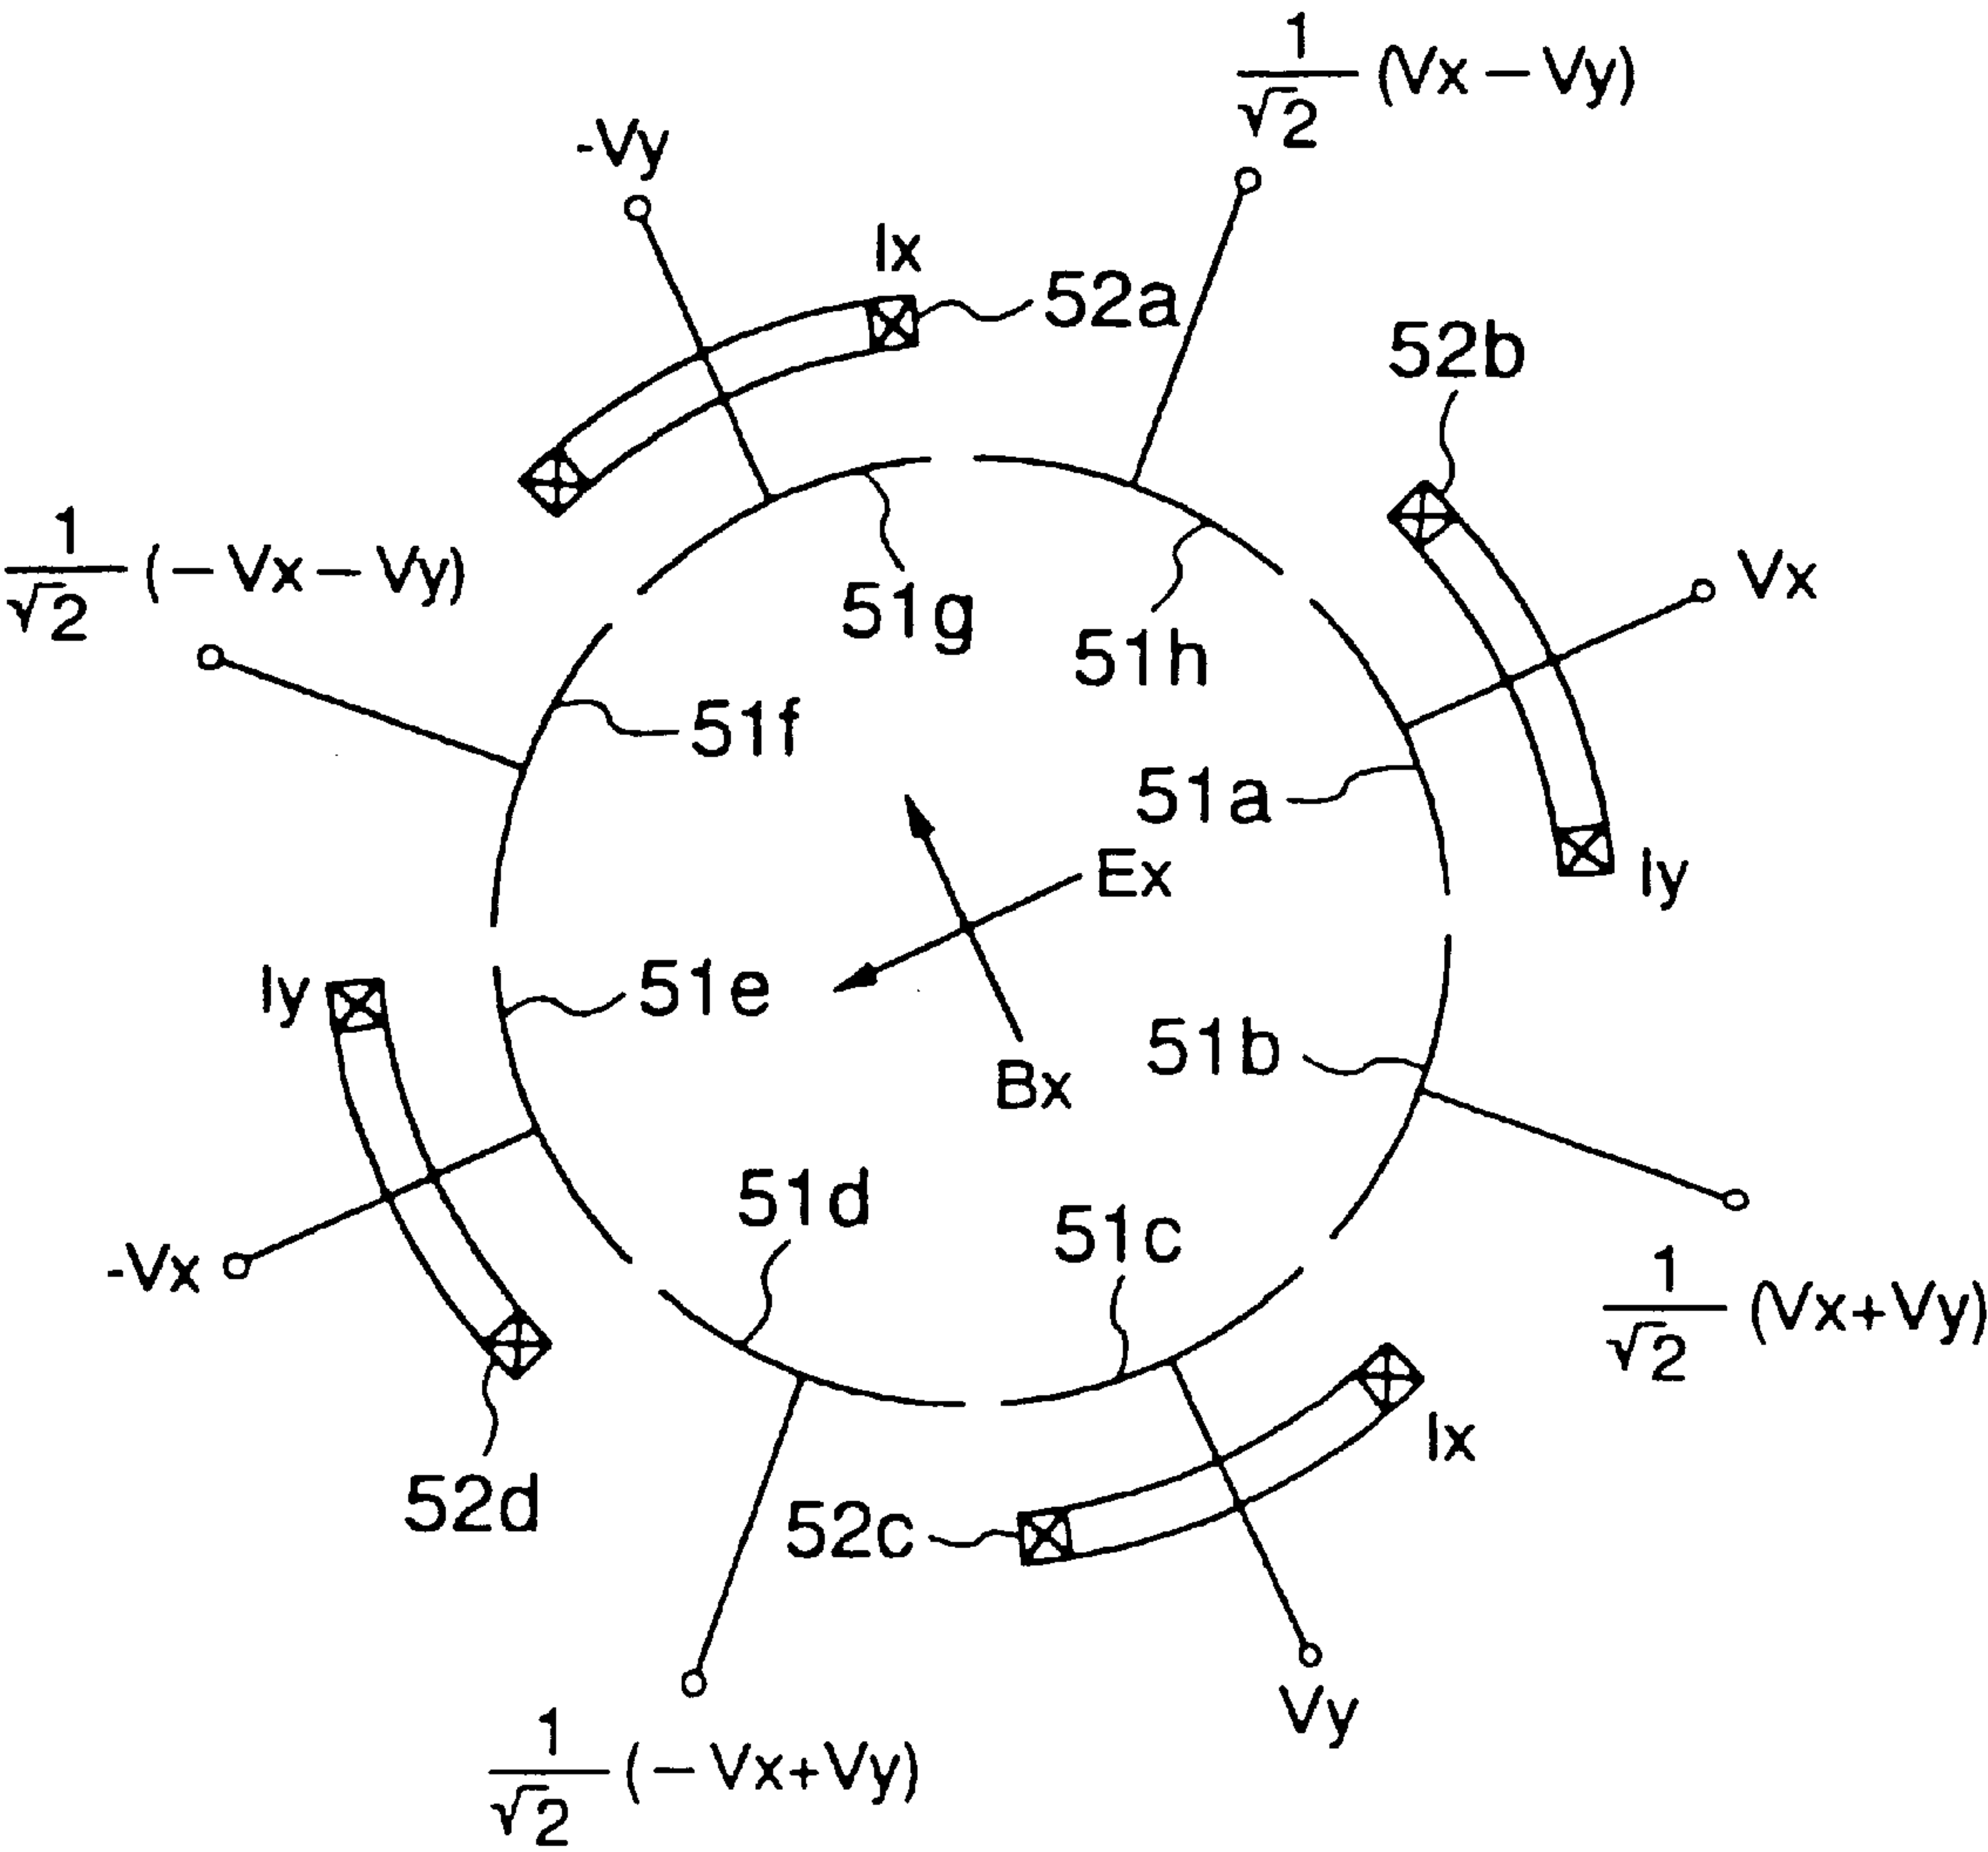 1/√2 (Vx − Vy)
-Vy
Ix
52a
52b
1/√2 (− Vx − Vy)
Vx
51g
51h
51f
51a
Ex
Iy
Iy
51e
51b
Bx
51d
51c
-Vx
1/√2 (Vx+Vy)
Ix
52d
52c
Vy
1/√2 (− Vx+Vy)